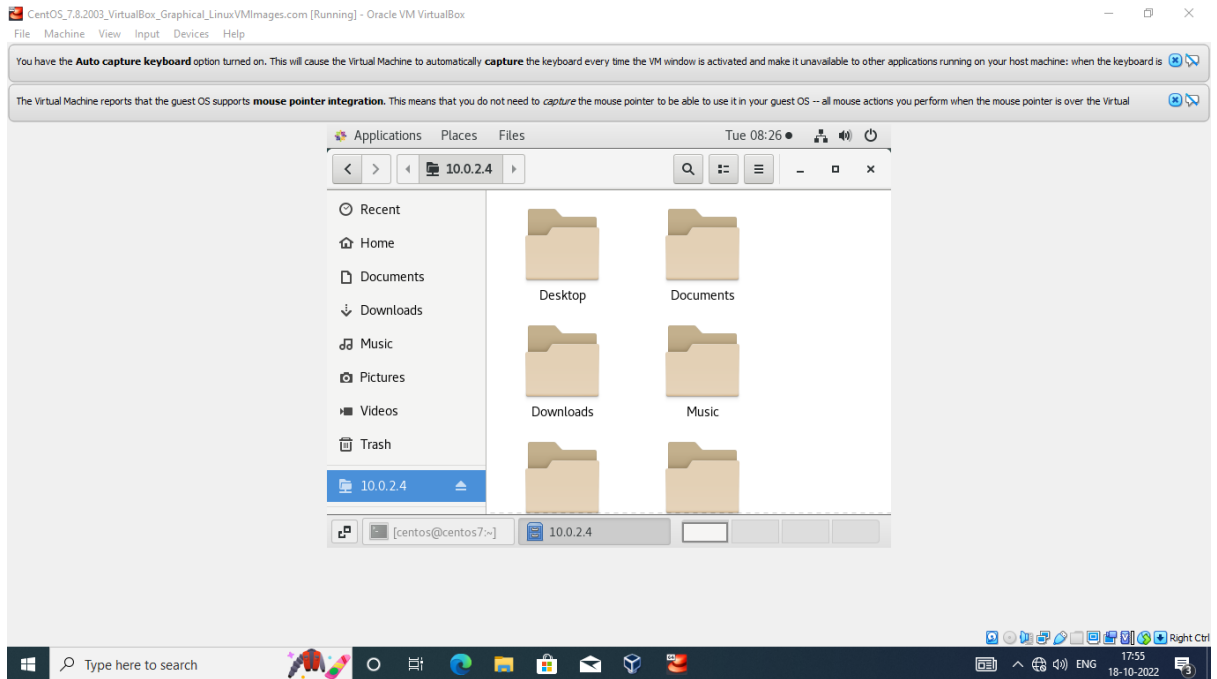 CentOS_7.8.2003_VirtualBox_Graphical_LinuxVMImages.com [Running] - Oracle VM VirtualBox
File Machine View Input Devices Help
You have the Auto capture keyboard option turned on. This will cause the Virtual Machine to automatically capture the keyboard every time the VM window is activated and make it unavailable to other applications running on your host machine: when the keyboard is
The Virtual Machine reports that the guest OS supports mouse pointer integration. This means that you do not need to capture the mouse pointer to be able to use it in your guest OS -- all mouse actions you perform when the mouse pointer is over the Virtual
Applications Places Files Tue 08:26
10.0.2.4
Recent
Home
Documents
Downloads
Music
Pictures
Videos
Trash
10.0.2.4
Desktop Documents
Downloads Music
[centos@centos7:~] 10.0.2.4
Right Ctrl
Type here to search
ENG
17:55
18-10-2022
3